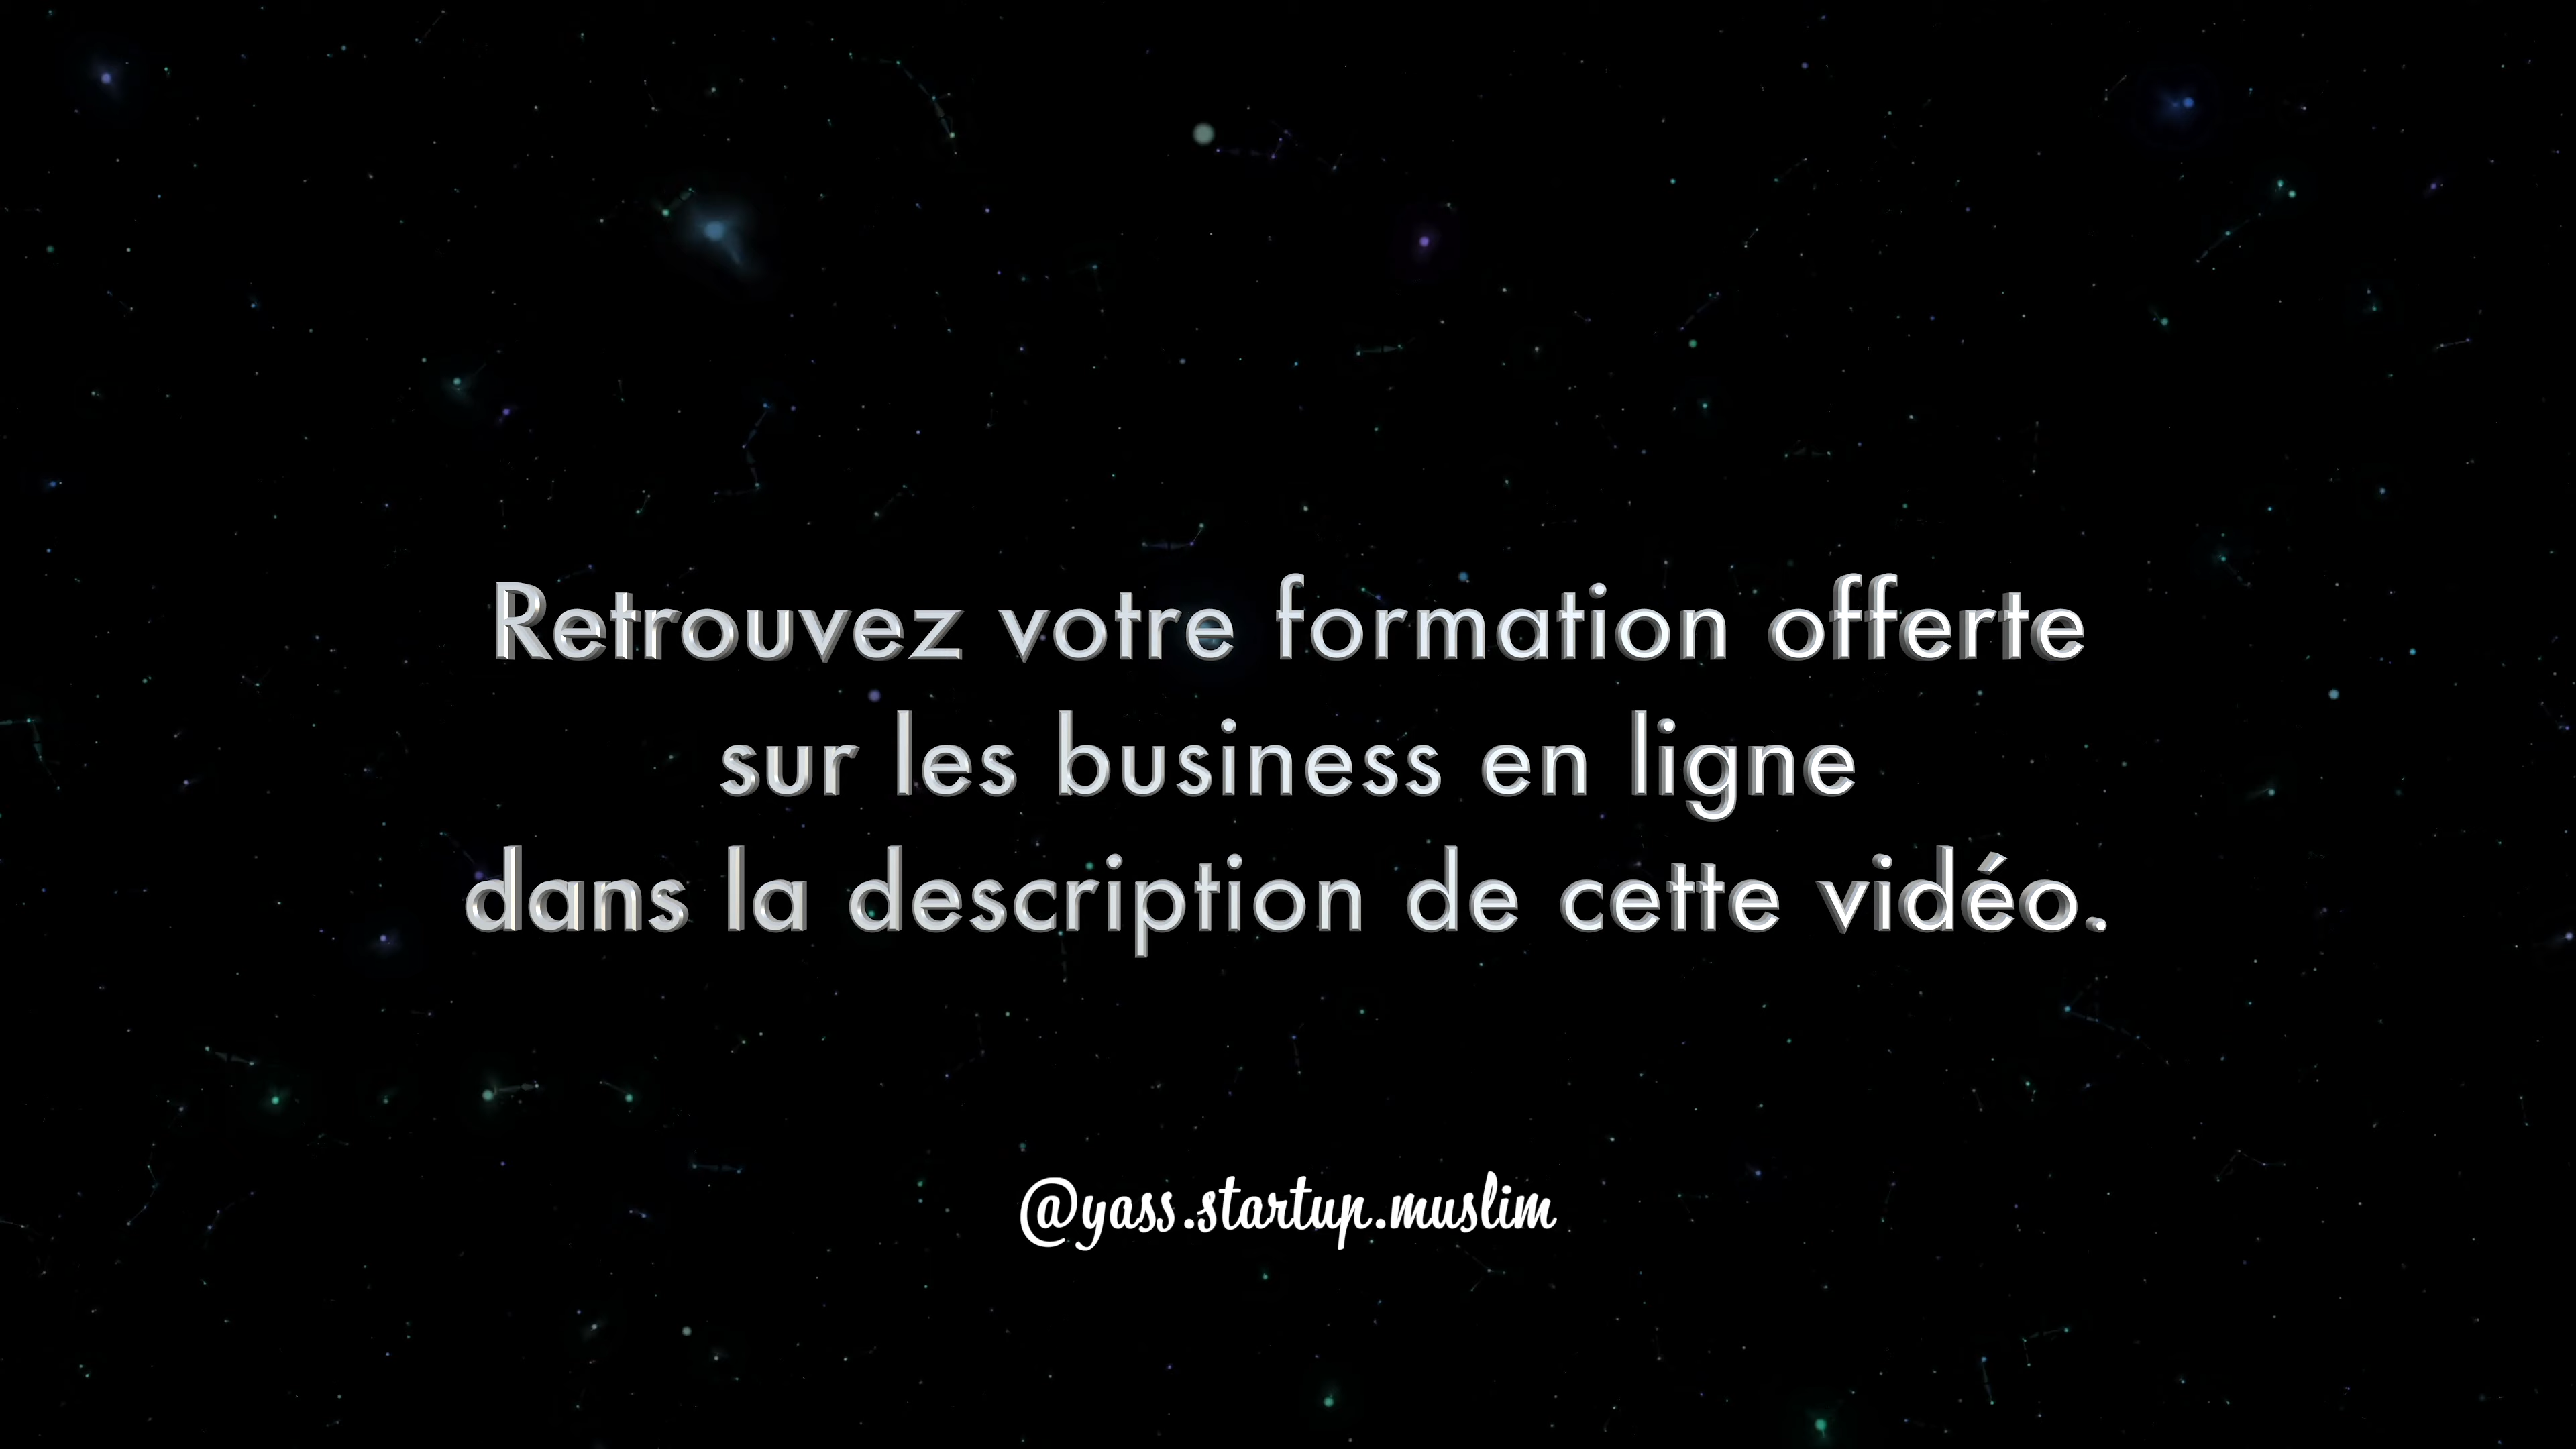 Retrouvez votre formation offerte
sur les business en ligne
dans la description de cette vidéo.
@yass.startup.muslim